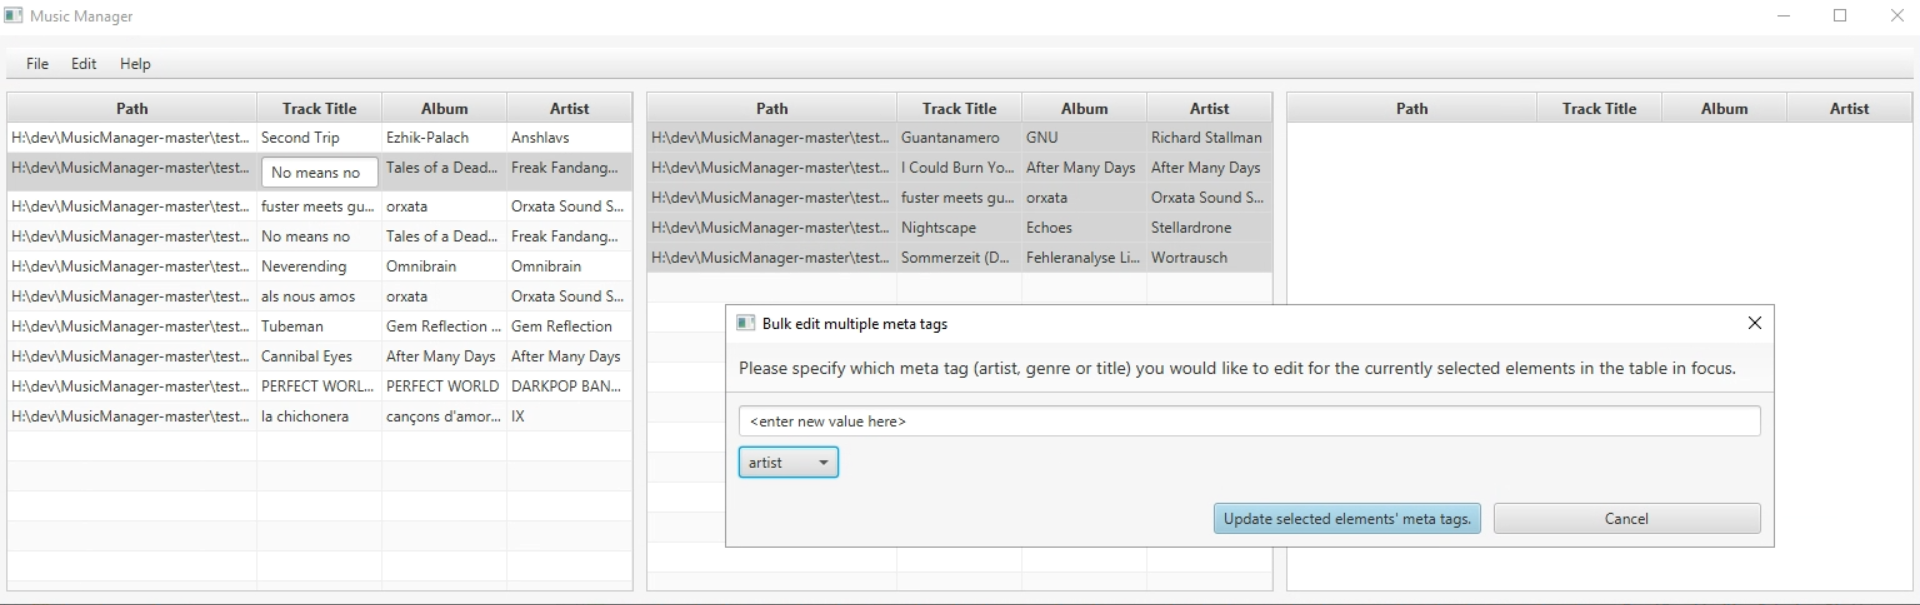 Music Manager
File Edit Help
Path Track Title Album Artist
H:\dev\MusicManager-master\test... Second Trip Ezhik-Palach Anshlavs
H:\dev\MusicManager-master\test... No means no Tales of a Dead... Freak Fandang...
H:\dev\MusicManager-master\test... fuster meets gu... orxata Orxata Sound S...
H:\dev\MusicManager-master\test... No means no Tales of a Dead... Freak Fandang...
H:\dev\MusicManager-master\test... Neverending Omnibrain Omnibrain
H:\dev\MusicManager-master\test... als nous amos orxata Orxata Sound S...
H:\dev\MusicManager-master\test... Tubeman Gem Reflection ... Gem Reflection
H:\dev\MusicManager-master\test... Cannibal Eyes After Many Days After Many Days
H:\dev\MusicManager-master\test... PERFECT WORL... PERFECT WORLD DARKPOP BAN...
H:\dev\MusicManager-master\test... la chichonera cançons d'amor... IX
Path Track Title Album Artist
H:\dev\MusicManager-master\test... Guantanamero GNU Richard Stallman
H:\dev\MusicManager-master\test... I Could Burn Yo... After Many Days After Many Days
H:\dev\MusicManager-master\test... fuster meets gu... orxata Orxata Sound S...
H:\dev\MusicManager-master\test... Nightscape Echoes Stellardrone
H:\dev\MusicManager-master\test... Sommerzeit (D... Fehleranalyse Li... Wortrausch
Path Track Title Album Artist
Bulk edit multiple meta tags
Please specify which meta tag (artist, genre or title) you would like to edit for the currently selected elements in the table in focus.
<enter new value here>
artist
Update selected elements' meta tags. Cancel